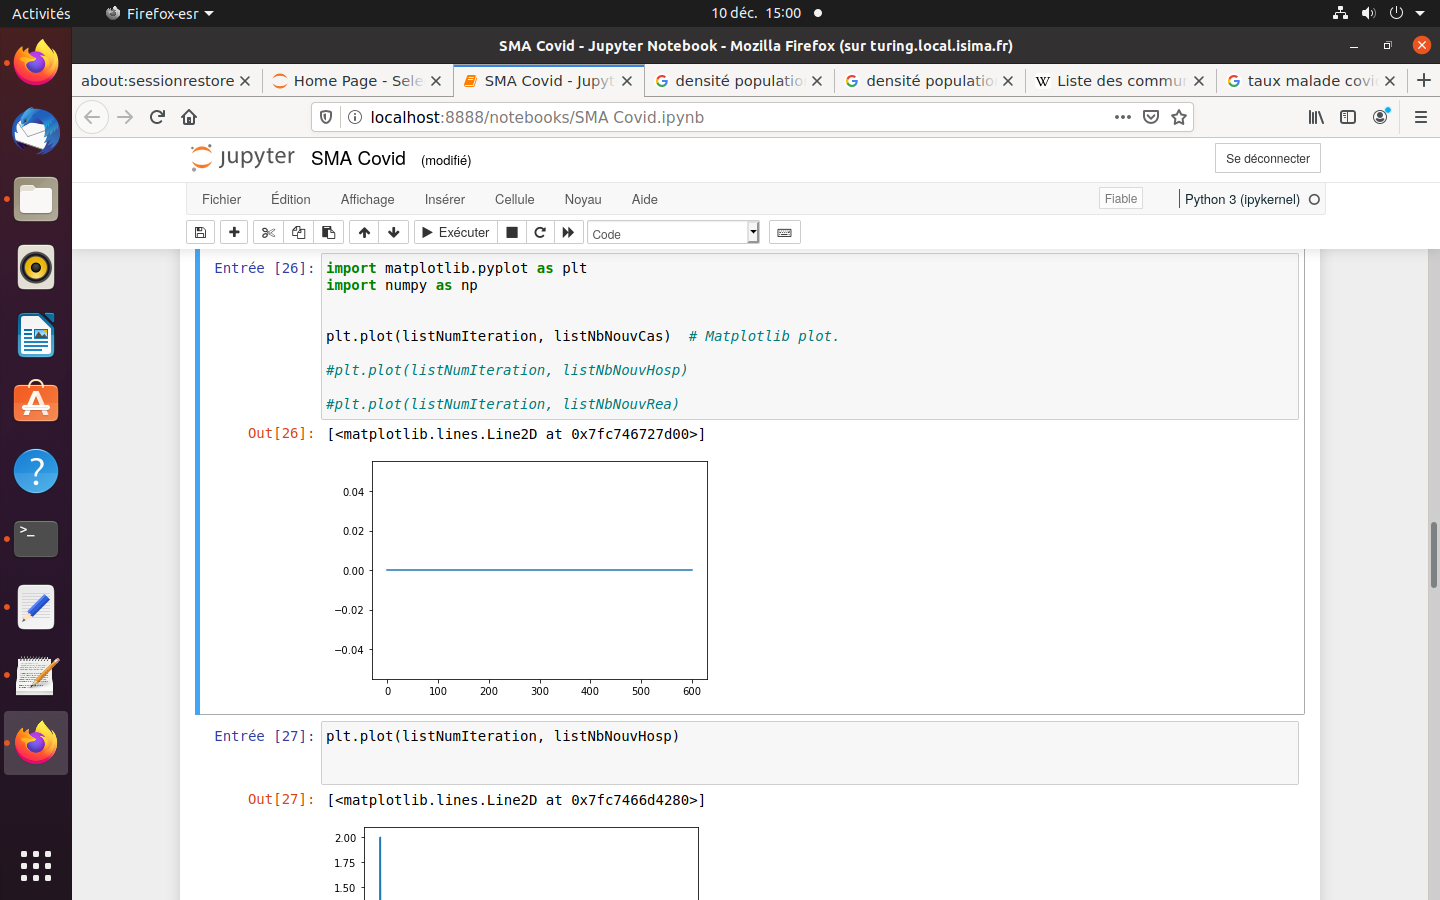 Activités
Firefox-esr
10 déc. 15:00
SMA Covid - Jupyter Notebook - Mozilla Firefox (sur turing.local.isima.fr)
about:sessionrestore
Home Page - Sele
SMA Covid - Jupyt
densité populatio
densité populatio
Liste des commu
taux malade covi
localhost:8888/notebooks/SMA Covid.ipynb
jupyter
SMA Covid
(modifié)
Se déconnecter
Fichier
Édition
Affichage
Insérer
Cellule
Noyau
Aide
Fiable
Python 3 (ipykernel)
Exécuter
Code
Entrée [26]:
import matplotlib.pyplot as plt
import numpy as np
plt.plot(listNumIteration, listNbNouvCas)  # Matplotlib plot.
#plt.plot(listNumIteration, listNbNouvHosp)
#plt.plot(listNumIteration, listNbNouvRea)
Out[26]:
[<matplotlib.lines.Line2D at 0x7fc746727d00>]
0.04
0.02
0.00
−0.02
−0.04
0 100 200 300 400 500 600
Entrée [27]:
plt.plot(listNumIteration, listNbNouvHosp)
Out[27]:
[<matplotlib.lines.Line2D at 0x7fc7466d4280>]
2.00
1.75
1.50